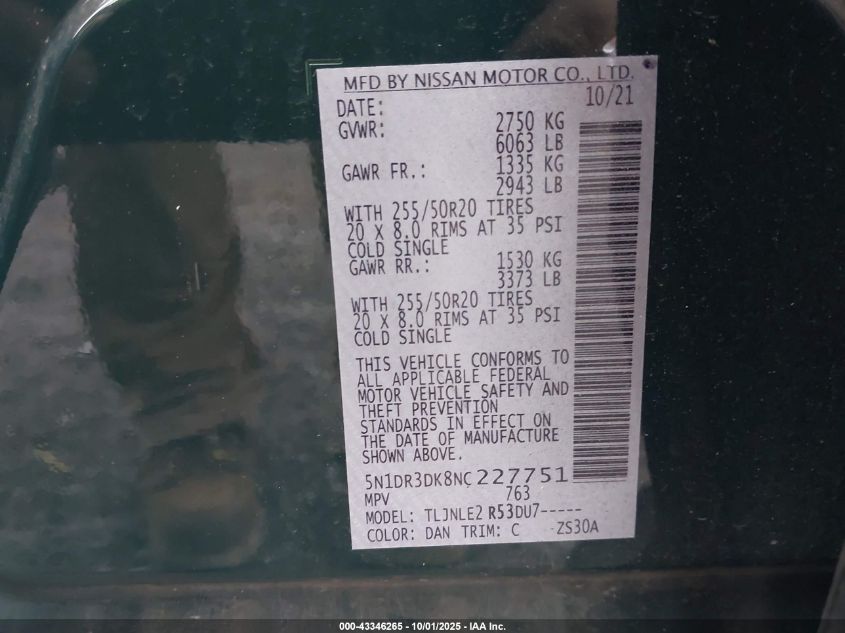 MFD BY NISSAN MOTOR CO., LTD.
DATE: 10/21
GVWR: 2750 KG
6063 LB
GAWR FR.: 1335 KG
2943 LB
WITH 255/50R20 TIRES
20 X 8.0 RIMS AT 35 PSI
COLD SINGLE
GAWR RR.: 1530 KG
3373 LB
WITH 255/50R20 TIRES
20 X 8.0 RIMS AT 35 PSI
COLD SINGLE
THIS VEHICLE CONFORMS TO
ALL APPLICABLE FEDERAL
MOTOR VEHICLE SAFETY AND
THEFT PREVENTION
STANDARDS IN EFFECT ON
THE DATE OF MANUFACTURE
SHOWN ABOVE.
5N1DR3DK8NC227751
MPV 763
MODEL: TLJNLE2 R53DU7-----
COLOR: DAN TRIM: C ZS30A
000-43346265 - 10/01/2025 - IAA Inc.